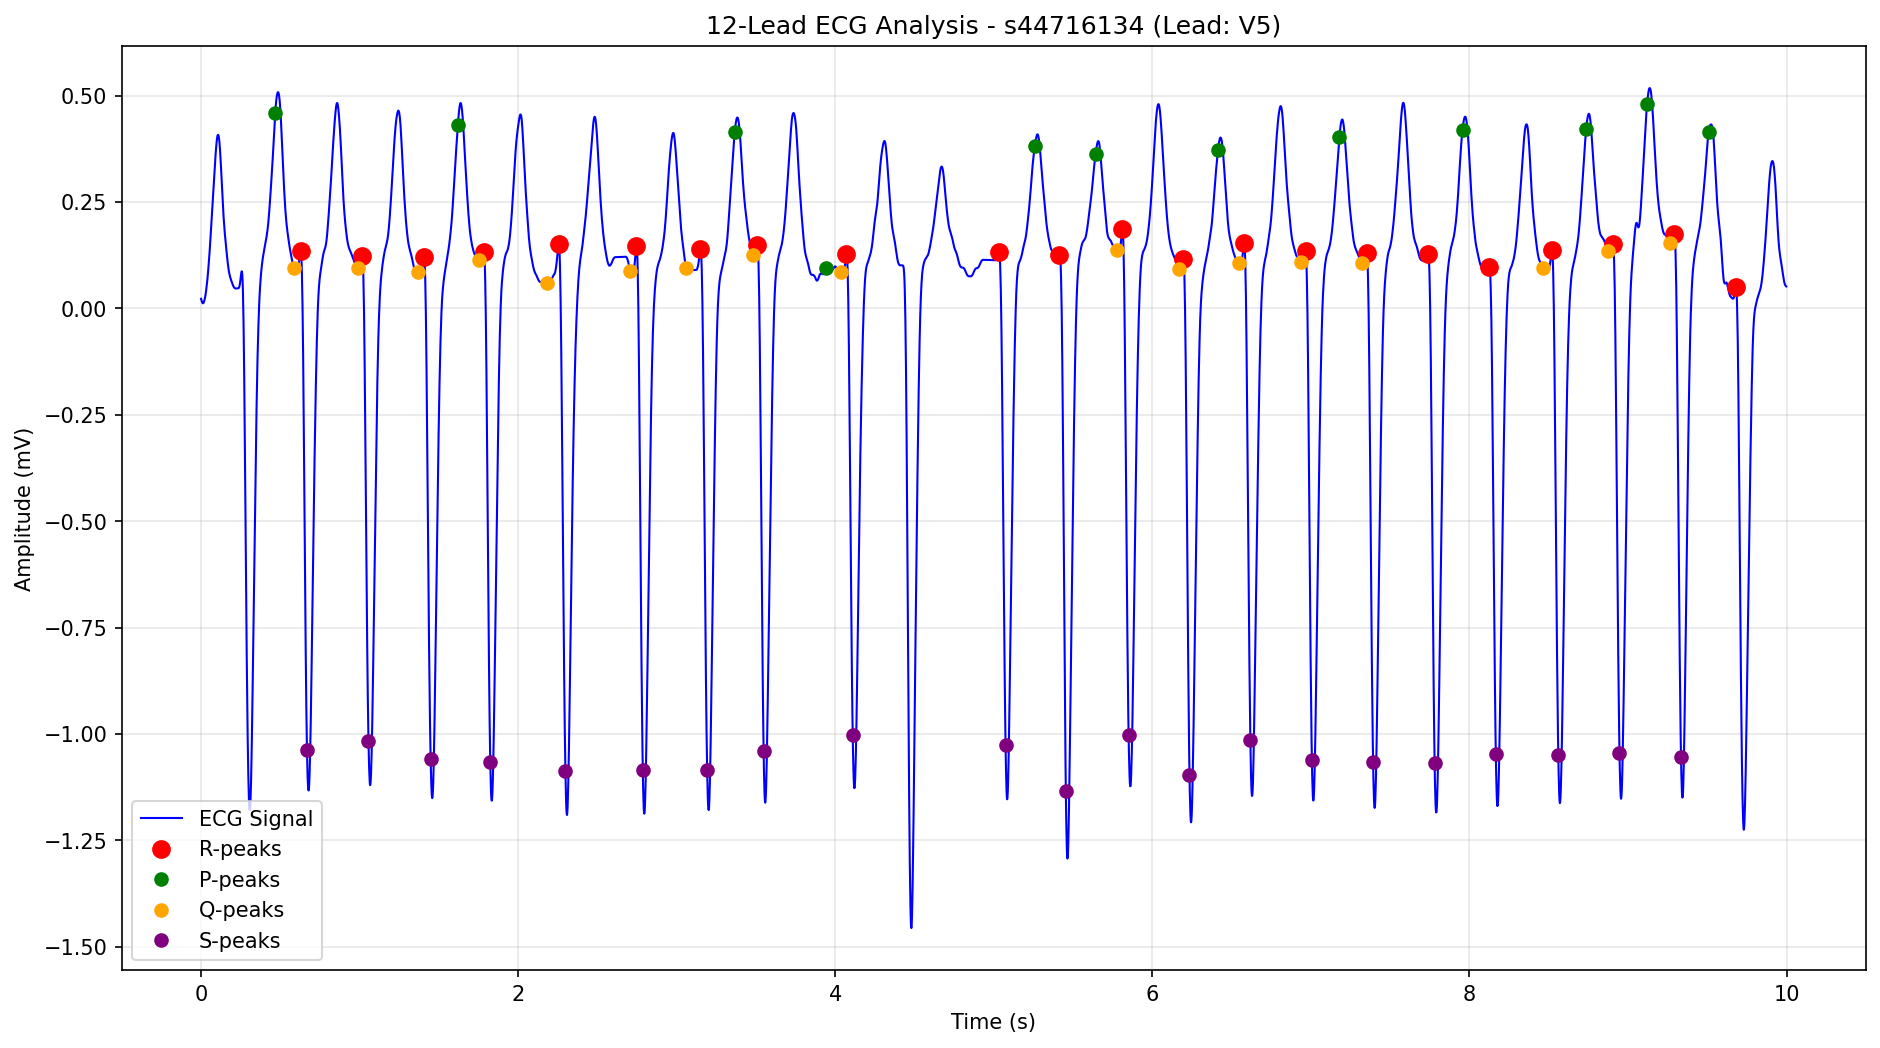 12-Lead ECG Analysis - s44716134 (Lead: V5)
Amplitude (mV)
0.50
0.25
0.00
−0.25
−0.50
−0.75
−1.00
−1.25
−1.50
ECG Signal
R-peaks
P-peaks
Q-peaks
S-peaks
0 2 4 6 8 10
Time (s)